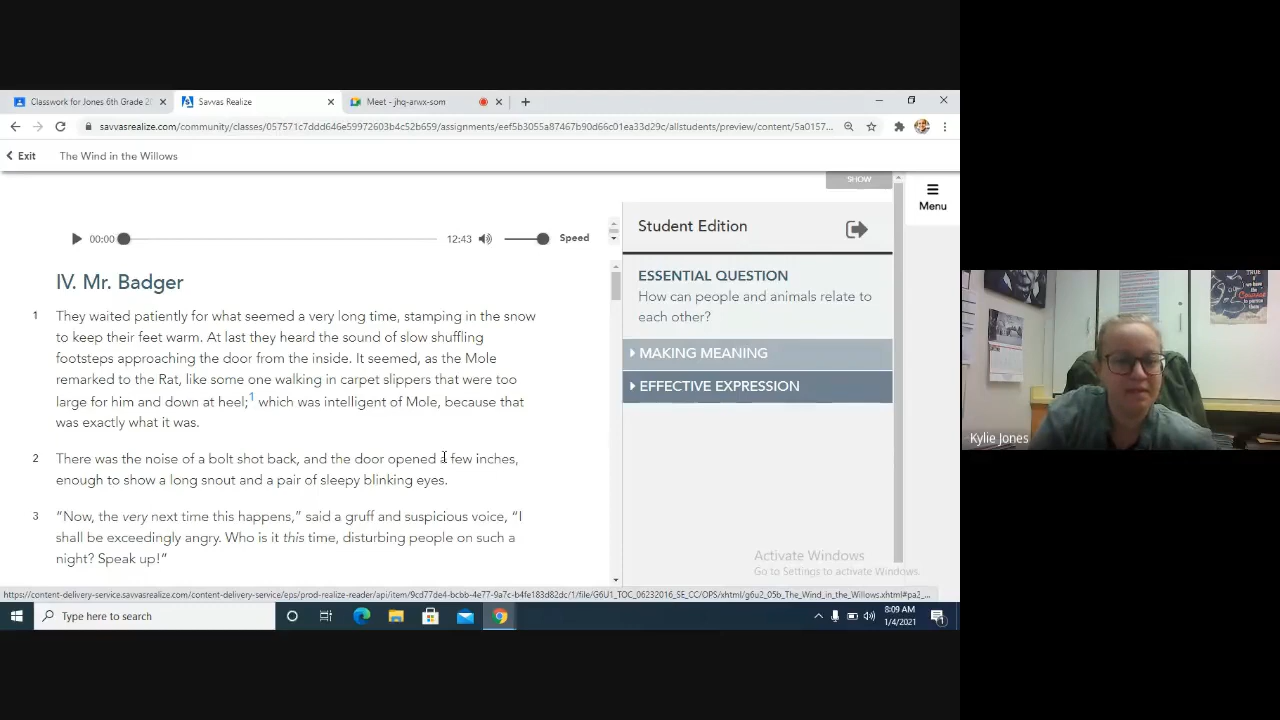 Classwork for Jones 6th Grade 2
Savvas Realize
Meet - jhq-arwx-som
savvasrealize.com/community/classes/057571c7ddd646e59972603b4c52b659/assignments/eef5b3055a87467b90d66c01ea33d29c/allstudents/preview/content/5a0157...
Exit
The Wind in the Willows
SHOW
Menu
00:00
12:43
Speed
Student Edition
ESSENTIAL QUESTION
How can people and animals relate to
each other?
MAKING MEANING
EFFECTIVE EXPRESSION
IV. Mr. Badger
1 They waited patiently for what seemed a very long time, stamping in the snow
to keep their feet warm. At last they heard the sound of slow shuffling
footsteps approaching the door from the inside. It seemed, as the Mole
remarked to the Rat, like some one walking in carpet slippers that were too
large for him and down at heel;1 which was intelligent of Mole, because that
was exactly what it was.
2 There was the noise of a bolt shot back, and the door opened a few inches,
enough to show a long snout and a pair of sleepy blinking eyes.
3 “Now, the very next time this happens,” said a gruff and suspicious voice, “I
shall be exceedingly angry. Who is it this time, disturbing people on such a
night? Speak up!”
Activate Windows
Go to Settings to activate Windows.
Type here to search
8:09 AM
1/4/2021
Kylie Jones